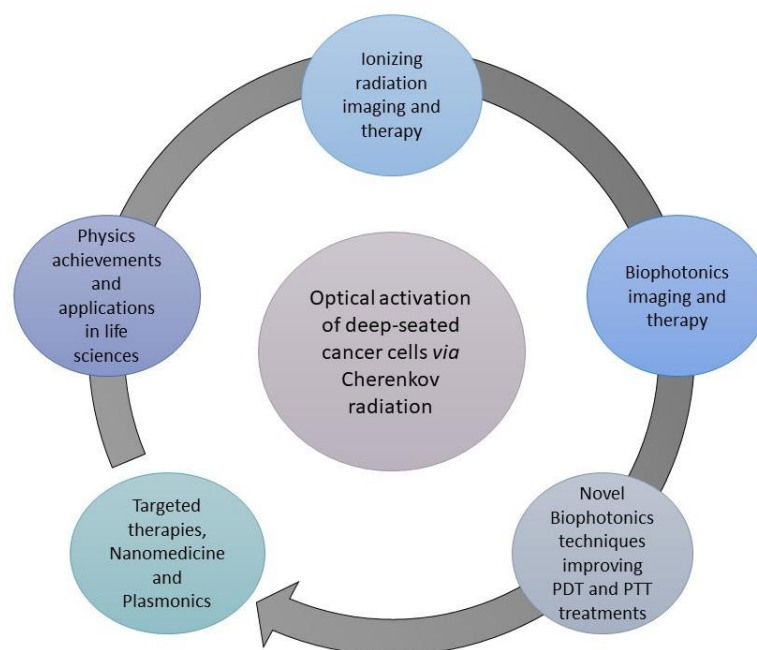 Ionizing
radiation
imaging and
therapy
Physics
achievements
and
applications
in life
sciences
Biophotonics
imaging and
therapy
Optical activation
of deep-seated
cancer cells via
Cherenkov
radiation
Targeted
therapies,
Nanomedicine
and
Plasmonics
Novel
Biophotonics
techniques
improving
PDT and PTT
treatments